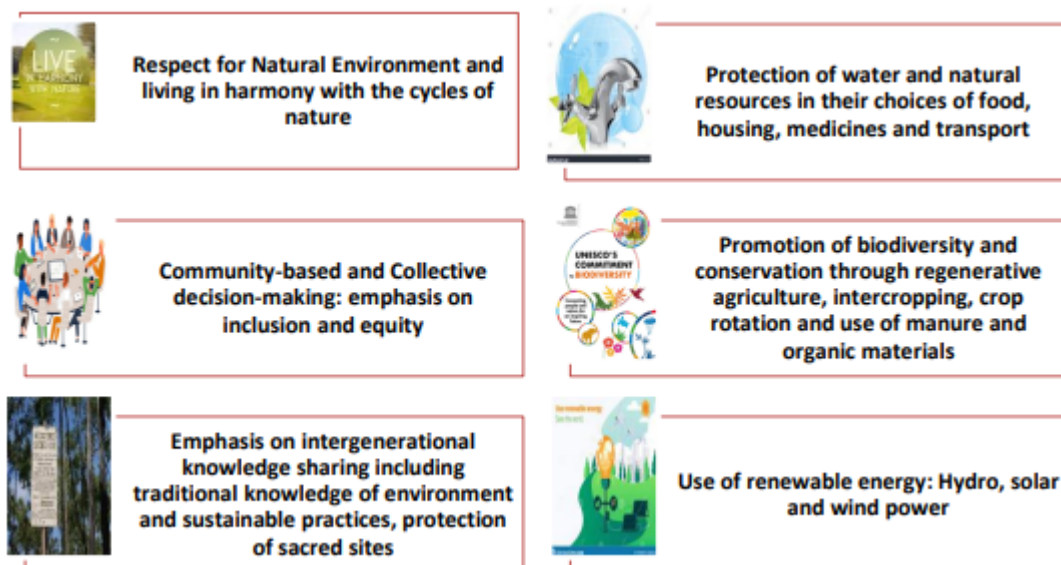 LIVE
IN HARMONY
WITH NATURE
Respect for Natural Environment and
living in harmony with the cycles of
nature
Protection of water and natural
resources in their choices of food,
housing, medicines and transport
Community-based and Collective
decision-making: emphasis on
inclusion and equity
UNESCO'S
COMMITMENT
to BIODIVERSITY
Promotion of biodiversity and
conservation through regenerative
agriculture, intercropping, crop
rotation and use of manure and
organic materials
Emphasis on intergenerational
knowledge sharing including
traditional knowledge of environment
and sustainable practices, protection
of sacred sites
Use renewable energy
Use of renewable energy: Hydro, solar
and wind power